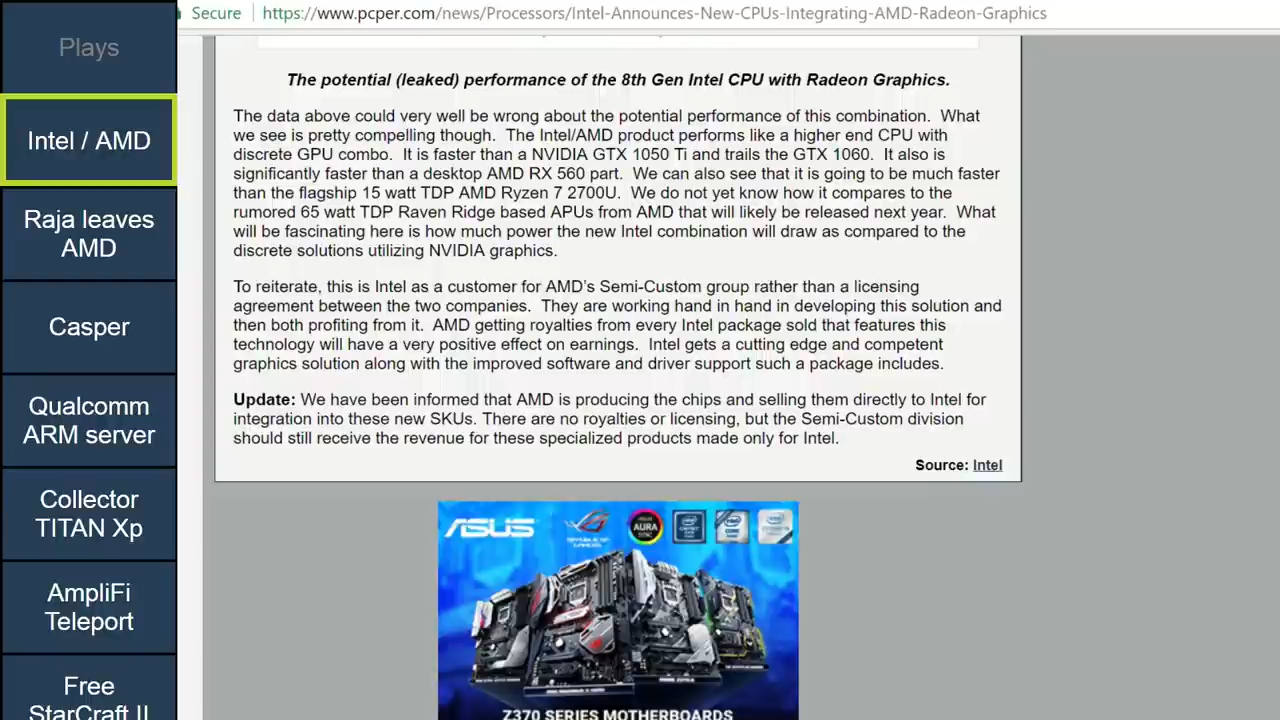 Plays
Intel / AMD
Raja leaves
AMD
Casper
Qualcomm
ARM server
Collector
TITAN Xp
AmpliFi
Teleport
Free
StarCraft II
Secure
https://www.pcper.com/news/Processors/Intel-Announces-New-CPUs-Integrating-AMD-Radeon-Graphics
The potential (leaked) performance of the 8th Gen Intel CPU with Radeon Graphics.
The data above could very well be wrong about the potential performance of this combination. What
we see is pretty compelling though. The Intel/AMD product performs like a higher end CPU with
discrete GPU combo. It is faster than a NVIDIA GTX 1050 Ti and trails the GTX 1060. It also is
significantly faster than a desktop AMD RX 560 part. We can also see that it is going to be much faster
than the flagship 15 watt TDP AMD Ryzen 7 2700U. We do not yet know how it compares to the
rumored 65 watt TDP Raven Ridge based APUs from AMD that will likely be released next year. What
will be fascinating here is how much power the new Intel combination will draw as compared to the
discrete solutions utilizing NVIDIA graphics.
To reiterate, this is Intel as a customer for AMD's Semi-Custom group rather than a licensing
agreement between the two companies. They are working hand in hand in developing this solution and
then both profiting from it. AMD getting royalties from every Intel package sold that features this
technology will have a very positive effect on earnings. Intel gets a cutting edge and competent
graphics solution along with the improved software and driver support such a package includes.
Update: We have been informed that AMD is producing the chips and selling them directly to Intel for
integration into these new SKUs. There are no royalties or licensing, but the Semi-Custom division
should still receive the revenue for these specialized products made only for Intel.
Source: Intel
ASUS
AURA
Z370 SERIES MOTHERBOARDS